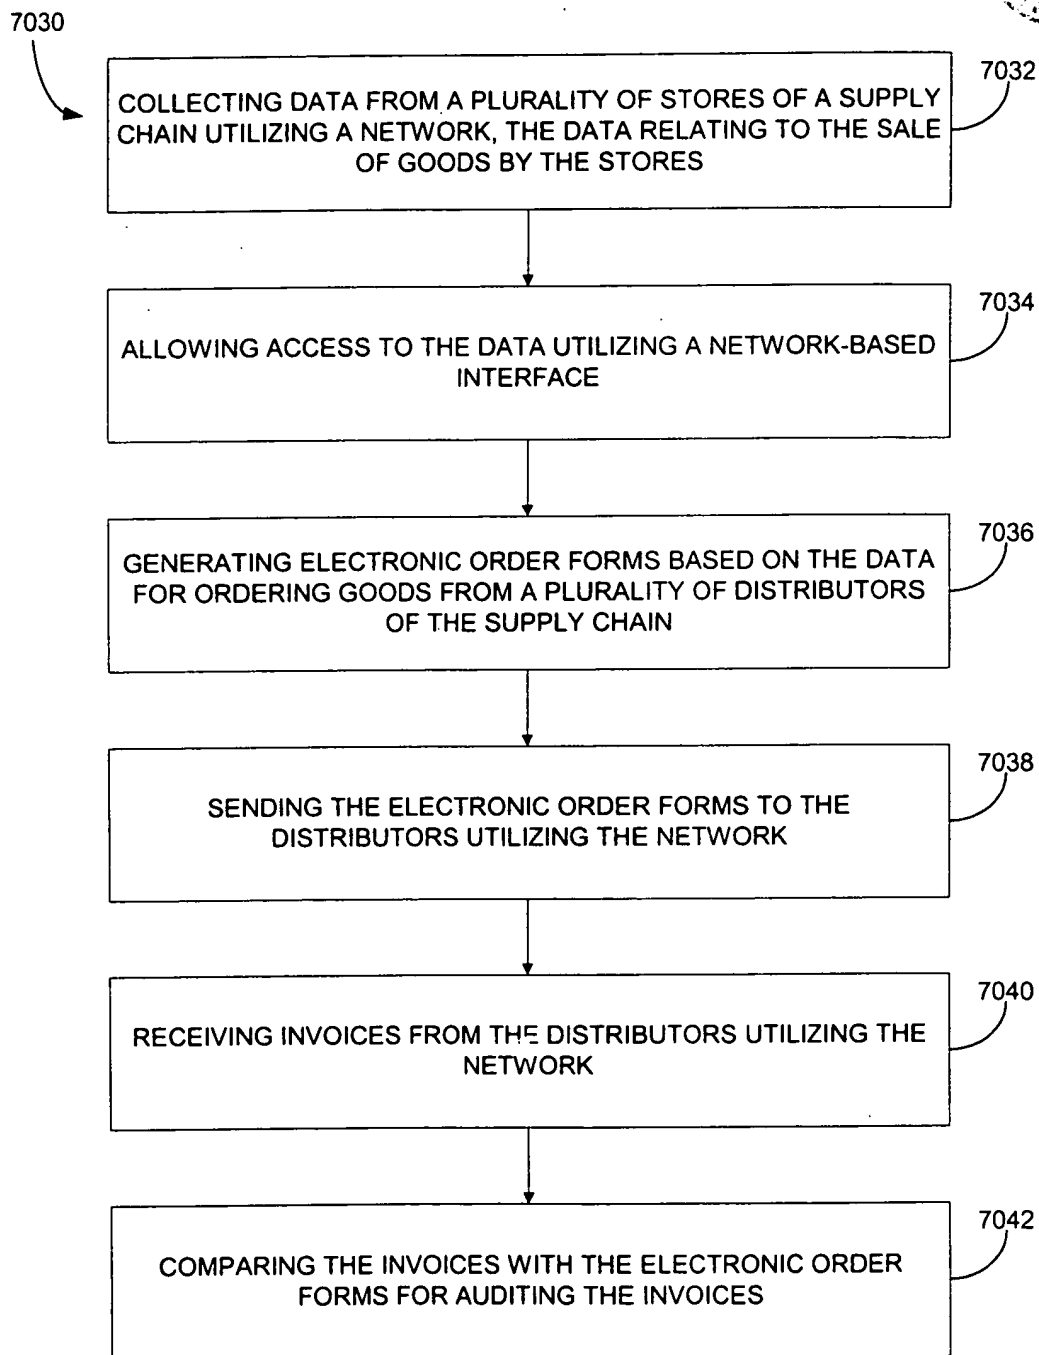 7030
7032
COLLECTING DATA FROM A PLURALITY OF STORES OF A SUPPLY
CHAIN UTILIZING A NETWORK, THE DATA RELATING TO THE SALE
OF GOODS BY THE STORES
7034
ALLOWING ACCESS TO THE DATA UTILIZING A NETWORK-BASED
INTERFACE
7036
GENERATING ELECTRONIC ORDER FORMS BASED ON THE DATA
FOR ORDERING GOODS FROM A PLURALITY OF DISTRIBUTORS
OF THE SUPPLY CHAIN
7038
SENDING THE ELECTRONIC ORDER FORMS TO THE
DISTRIBUTORS UTILIZING THE NETWORK
7040
RECEIVING INVOICES FROM THE DISTRIBUTORS UTILIZING THE
NETWORK
7042
COMPARING THE INVOICES WITH THE ELECTRONIC ORDER
FORMS FOR AUDITING THE INVOICES